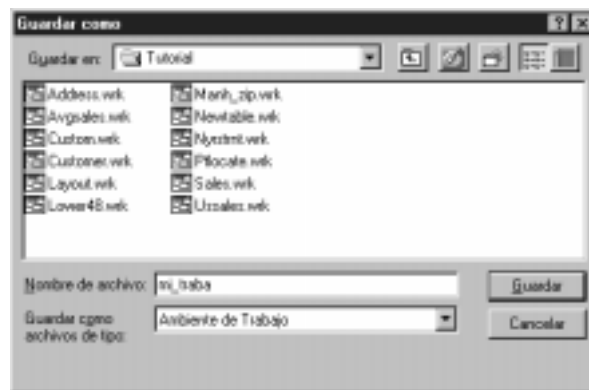 Guardar como
Guardar en: Tutorial
Address.wrk
Avgsales.wrk
Custom.wrk
Customer.wrk
Layout.wrk
Lower48.wrk
Manh_zip.wrk
Newtable.wrk
Nyrstrnt.wrk
Ptlocate.wrk
Sales.wrk
Ussales.wrk
Nombre de archivo: mi_traba
Guardar
Guardar como archivos de tipo: Ambiente de Trabajo
Cancelar